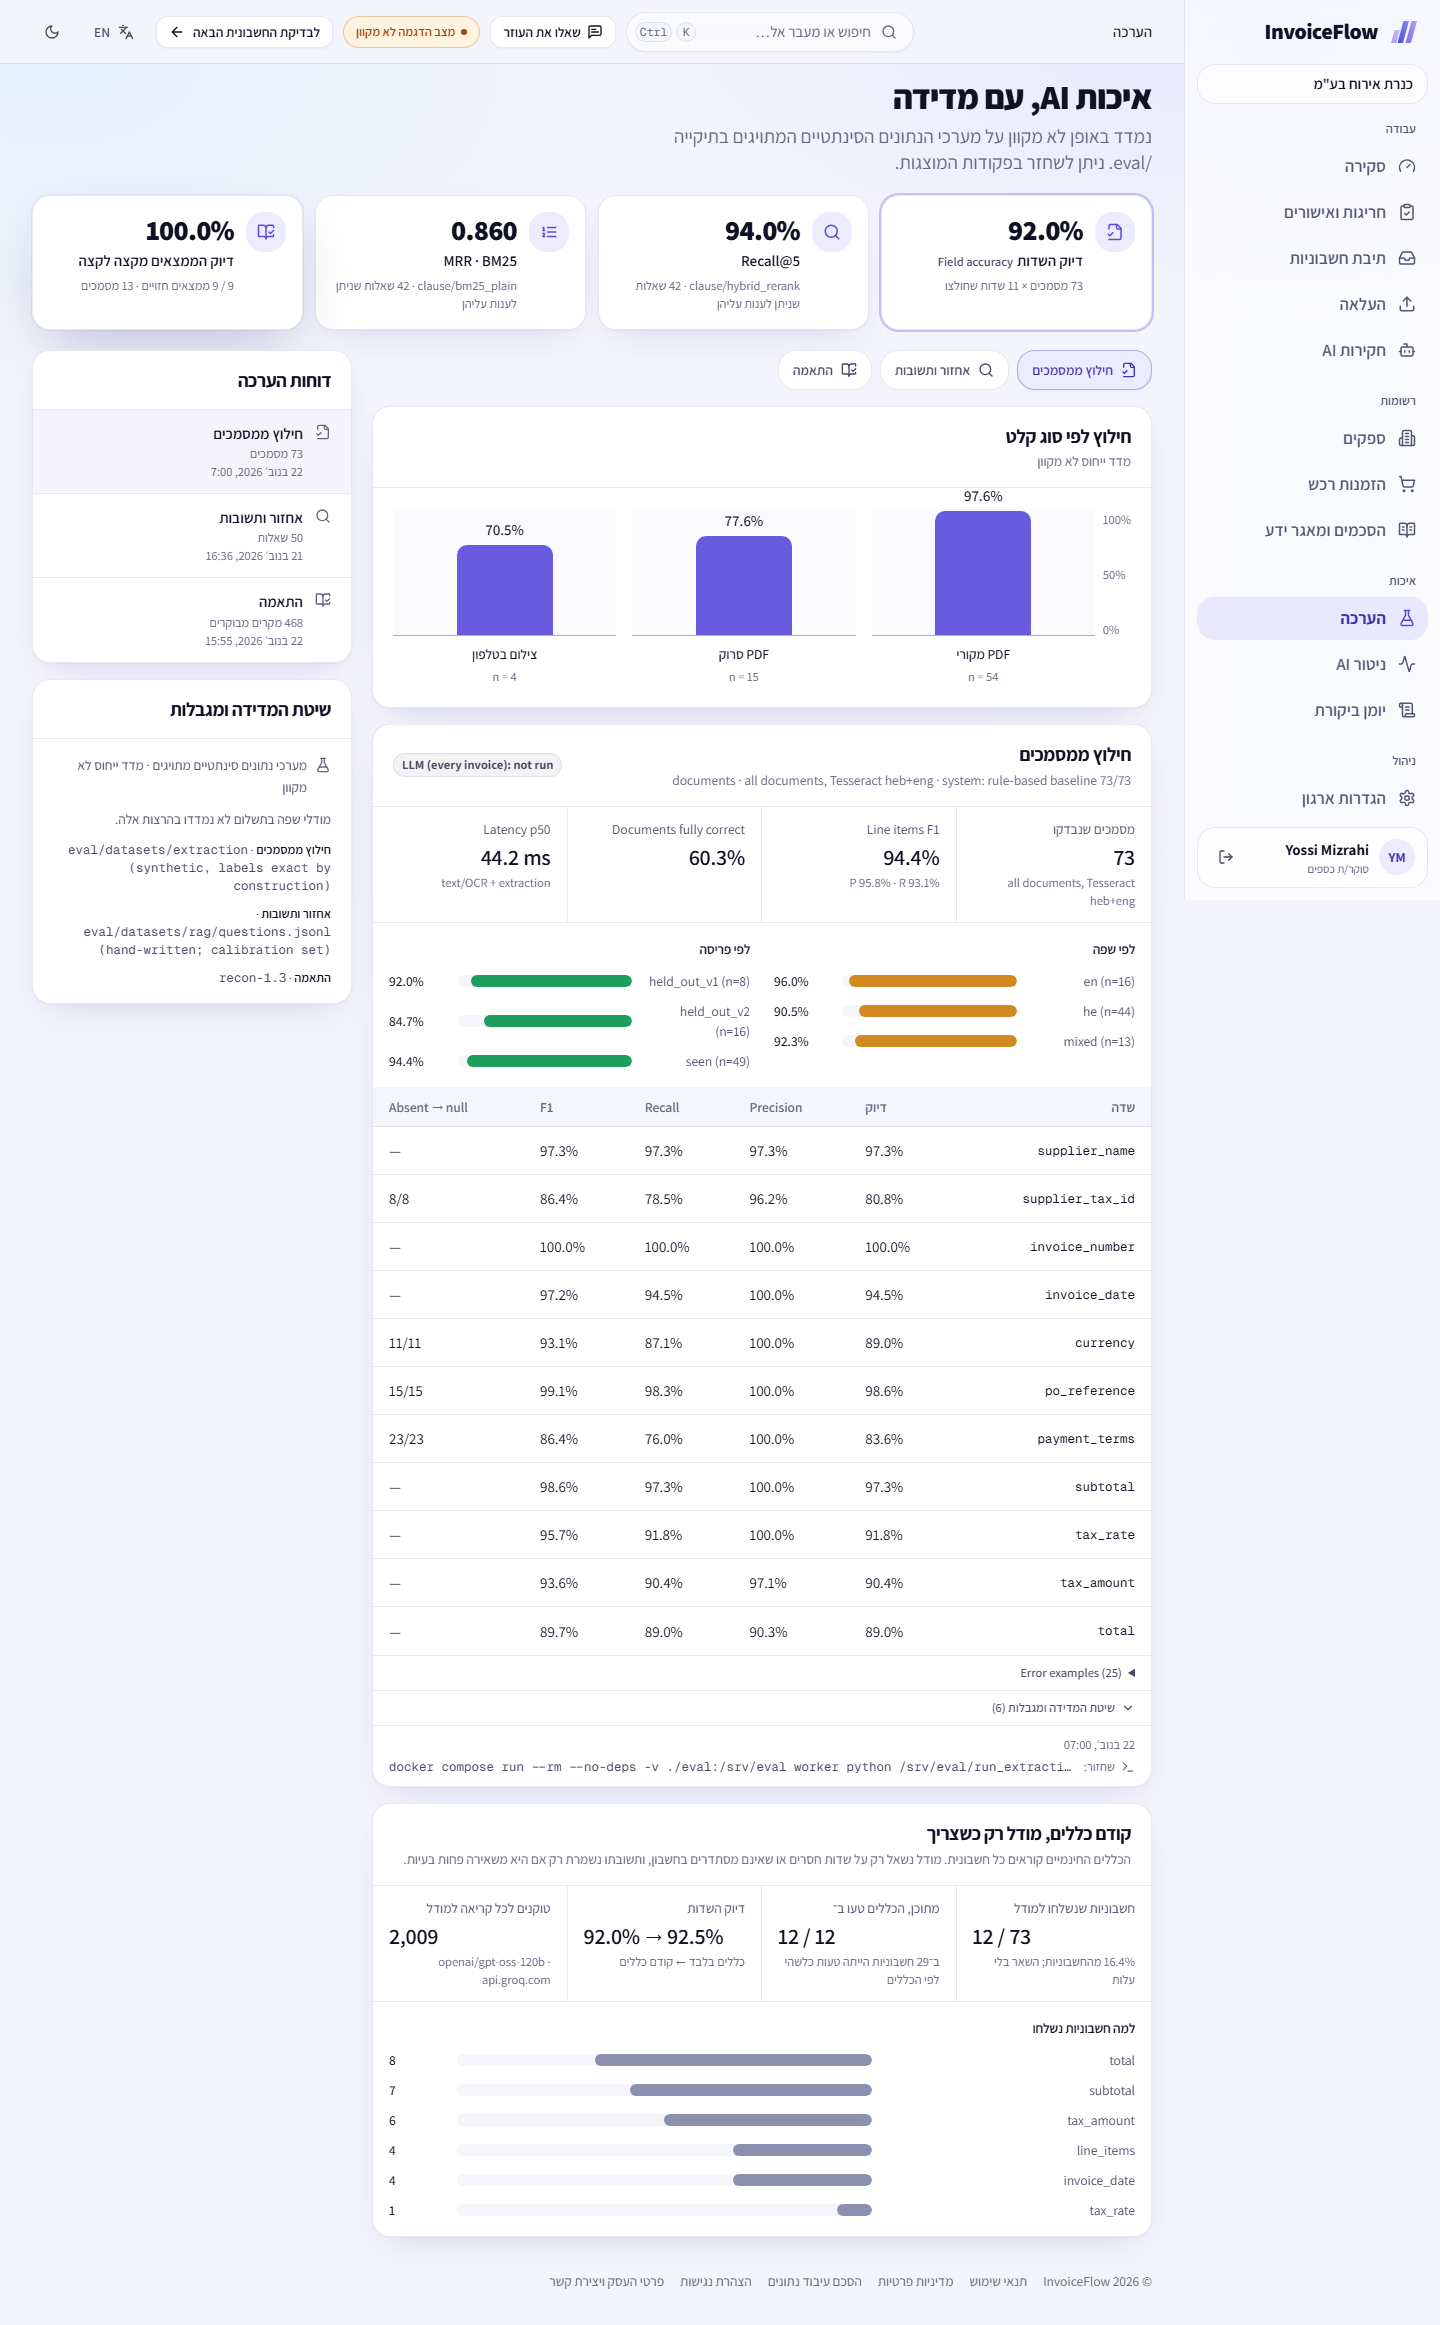 InvoiceFlow
כנרת אירוח בע"מ
עבודה
סקירה
חריגות ואישורים
תיבת חשבוניות
העלאה
חקירות AI
רשומות
ספקים
הזמנות רכש
הסכמים ומאגר ידע
איכות
הערכה
ניטור AI
יומן ביקורת
ניהול
הגדרות ארגון
YM
Yossi Mizrahi
סוקר/ת כספים
הערכה
חיפוש או מעבר אל…
Ctrl K
שאלו את העוזר
מצב הדגמה לא מקוון
לבדיקת החשבונית הבאה
EN
איכות AI, עם מדידה
נמדד באופן לא מקוון על מערכי הנתונים הסינתטיים המתויגים בתיקייה
eval/. ניתן לשחזר בפקודות המוצגות.
92.0%
דיוק השדות Field accuracy
73 מסמכים × 11 שדות שחולצו
94.0%
Recall@5
clause/hybrid_rerank · 42 שאלות
שניתן לענות עליהן
0.860
MRR · BM25
clause/bm25_plain · 42 שאלות שניתן
לענות עליהן
100.0%
דיוק הממצאים מקצה לקצה
9 / 9 ממצאים חזויים · 13 מסמכים
חילוץ ממסמכים
אחזור ותשובות
התאמה
חילוץ לפי סוג קלט
מדד ייחוס לא מקוון
100%
50%
0%
97.6%
77.6%
70.5%
PDF מקורי
n = 54
PDF סרוק
n = 15
צילום בטלפון
n = 4
חילוץ ממסמכים
documents · all documents, Tesseract heb+eng · system: rule-based baseline 73/73
LLM (every invoice): not run
מסמכים שנבדקו
73
all documents, Tesseract
heb+eng
Line items F1
94.4%
P 95.8% · R 93.1%
Documents fully correct
60.3%
Latency p50
44.2 ms
text/OCR + extraction
לפי שפה
en (n=16)
96.0%
he (n=44)
90.5%
mixed (n=13)
92.3%
לפי פריסה
held_out_v1 (n=8)
92.0%
held_out_v2
(n=16)
84.7%
seen (n=49)
94.4%
שדה דיוק Precision Recall F1 Absent → null
supplier_name 97.3% 97.3% 97.3% 97.3% —
supplier_tax_id 80.8% 96.2% 78.5% 86.4% 8/8
invoice_number 100.0% 100.0% 100.0% 100.0% —
invoice_date 94.5% 100.0% 94.5% 97.2% —
currency 89.0% 100.0% 87.1% 93.1% 11/11
po_reference 98.6% 100.0% 98.3% 99.1% 15/15
payment_terms 83.6% 100.0% 76.0% 86.4% 23/23
subtotal 97.3% 100.0% 97.3% 98.6% —
tax_rate 91.8% 100.0% 91.8% 95.7% —
tax_amount 90.4% 97.1% 90.4% 93.6% —
total 89.0% 90.3% 89.0% 89.7% —
Error examples (25)
שיטת המדידה ומגבלות (6)
22 בנוב׳, 07:00
שחזור: docker compose run --rm --no-deps -v ./eval:/srv/eval worker python /srv/eval/run_extracti…
קודם כללים, מודל רק כשצריך
הכללים החינמיים קוראים כל חשבונית. מודל נשאל רק על שדות חסרים או שאינם מסתדרים בחשבון, ותשובתו נשמרת רק אם היא משאירה פחות בעיות.
חשבוניות שנשלחו למודל
12 / 73
16.4% מהחשבוניות; השאר בלי
עלות
מתוכן, הכללים טעו ב־
12 / 12
ב־29 חשבוניות הייתה טעות כלשהי
לפי הכללים
דיוק השדות
92.0% → 92.5%
כללים בלבד ← קודם כללים
טוקנים לכל קריאה למודל
2,009
openai/gpt-oss-120b ·
api.groq.com
למה חשבוניות נשלחו
total 8
subtotal 7
tax_amount 6
line_items 4
invoice_date 4
tax_rate 1
דוחות הערכה
חילוץ ממסמכים
73 מסמכים
22 בנוב׳ 2026, 7:00
אחזור ותשובות
50 שאלות
21 בנוב׳ 2026, 16:36
התאמה
468 מקרים מבוקרים
22 בנוב׳ 2026, 15:55
שיטת המדידה ומגבלות
מערכי נתונים סינתטיים מתויגים · מדד ייחוס לא
מקוון
מודלי שפה בתשלום לא נמדדו בהרצות אלה.
חילוץ ממסמכים · eval/datasets/extraction
(synthetic, labels exact by
construction)
אחזור ותשובות ·
eval/datasets/rag/questions.jsonl
(hand-written; calibration set)
התאמה · recon-1.3
© 2026 InvoiceFlow תנאי שימוש מדיניות פרטיות הסכם עיבוד נתונים הצהרת נגישות פרטי העסק ויצירת קשר